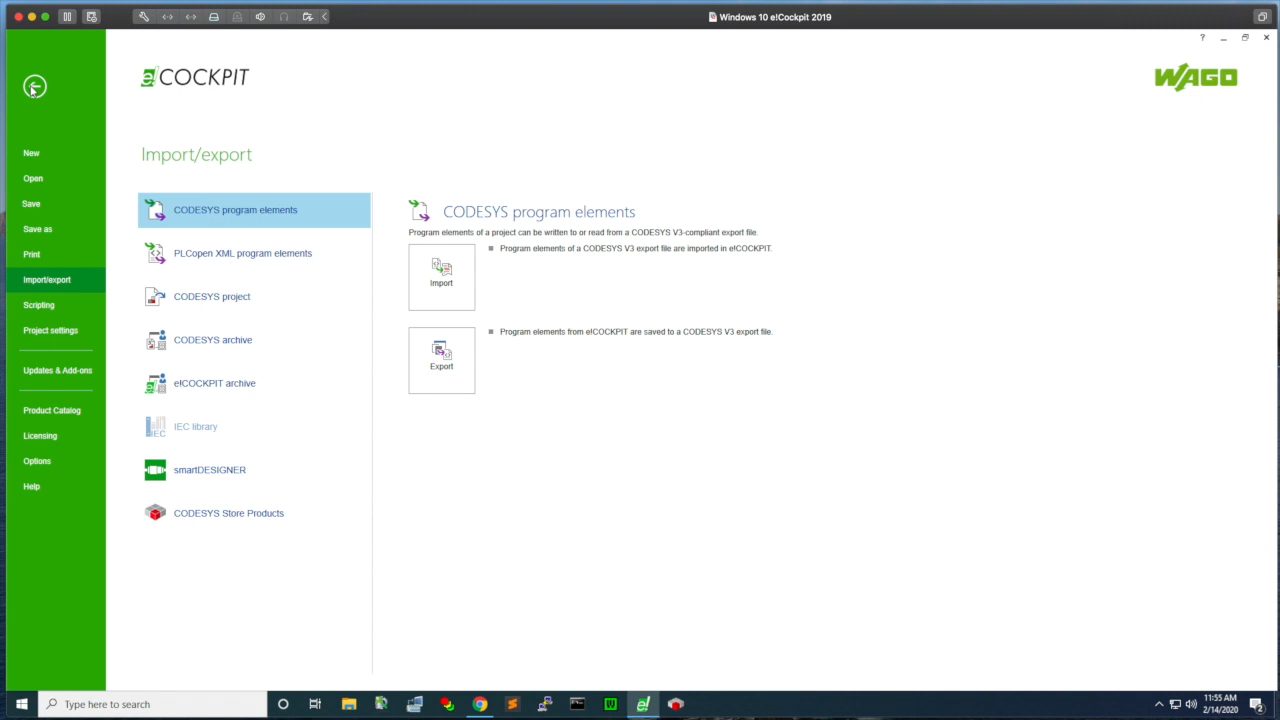 Windows 10 e!Cockpit 2019
?
e!COCKPIT
WAGO
New
Open
Save
Save as
Print
Import/export
Scripting
Project settings
Updates & Add-ons
Product Catalog
Licensing
Options
Help
Import/export
CODESYS program elements
PLCopen XML program elements
CODESYS project
CODESYS archive
e!COCKPIT archive
IEC
IEC library
smartDESIGNER
CODESYS Store Products
CODESYS program elements
Program elements of a project can be written to or read from a CODESYS V3-compliant export file.
Import
Program elements of a CODESYS V3 export file are imported in e!COCKPIT.
Export
Program elements from e!COCKPIT are saved to a CODESYS V3 export file.
Type here to search
e!
11:55 AM
2/14/2020
2